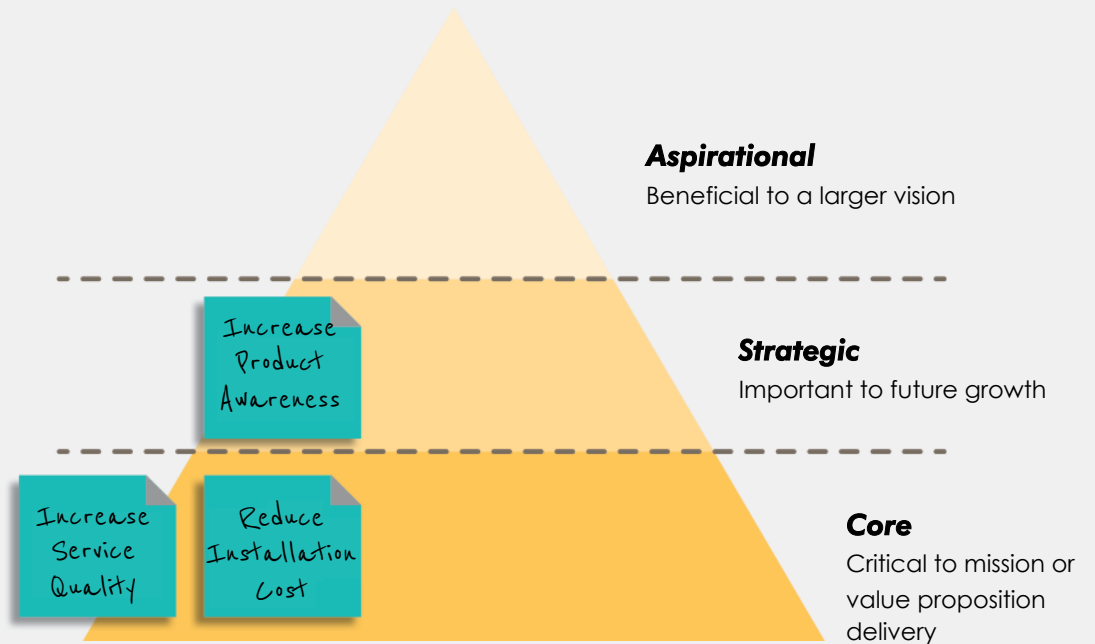 Aspirational
Beneficial to a larger vision
Increase
Product
Awareness
Strategic
Important to future growth
Increase
Service
Quality
Reduce
Installation
Cost
Core
Critical to mission or
value proposition
delivery